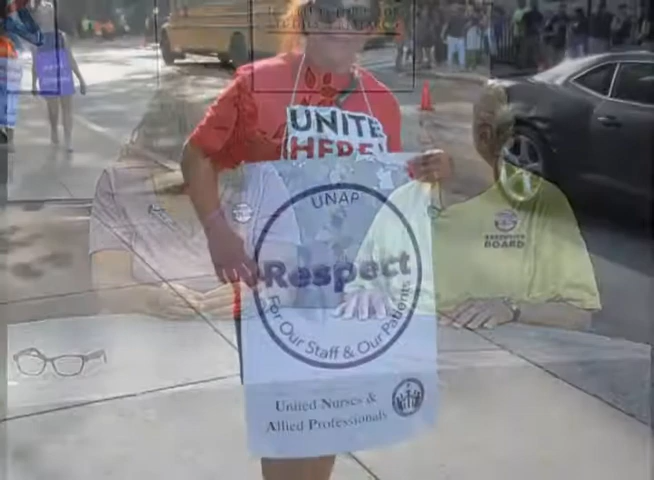 UNITE
HERE!
UNAP
Respect
For Our Staff & Our Patients
BOARD
United Nurses &
Allied Professionals